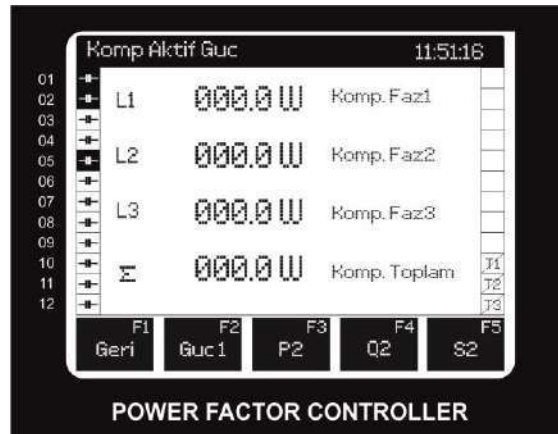 Komp Aktif Guc 11:51:16
01
02
03
04
05
06
07
08
09
10
11
12
L1 000.0 W Komp. Faz1
L2 000.0 W Komp. Faz2
L3 000.0 W Komp. Faz3
Σ 000.0 W Komp. Toplam
T1
T2
T3
F1 F2 F3 F4 F5
Geri Guc1 P2 Q2 S2
POWER FACTOR CONTROLLER